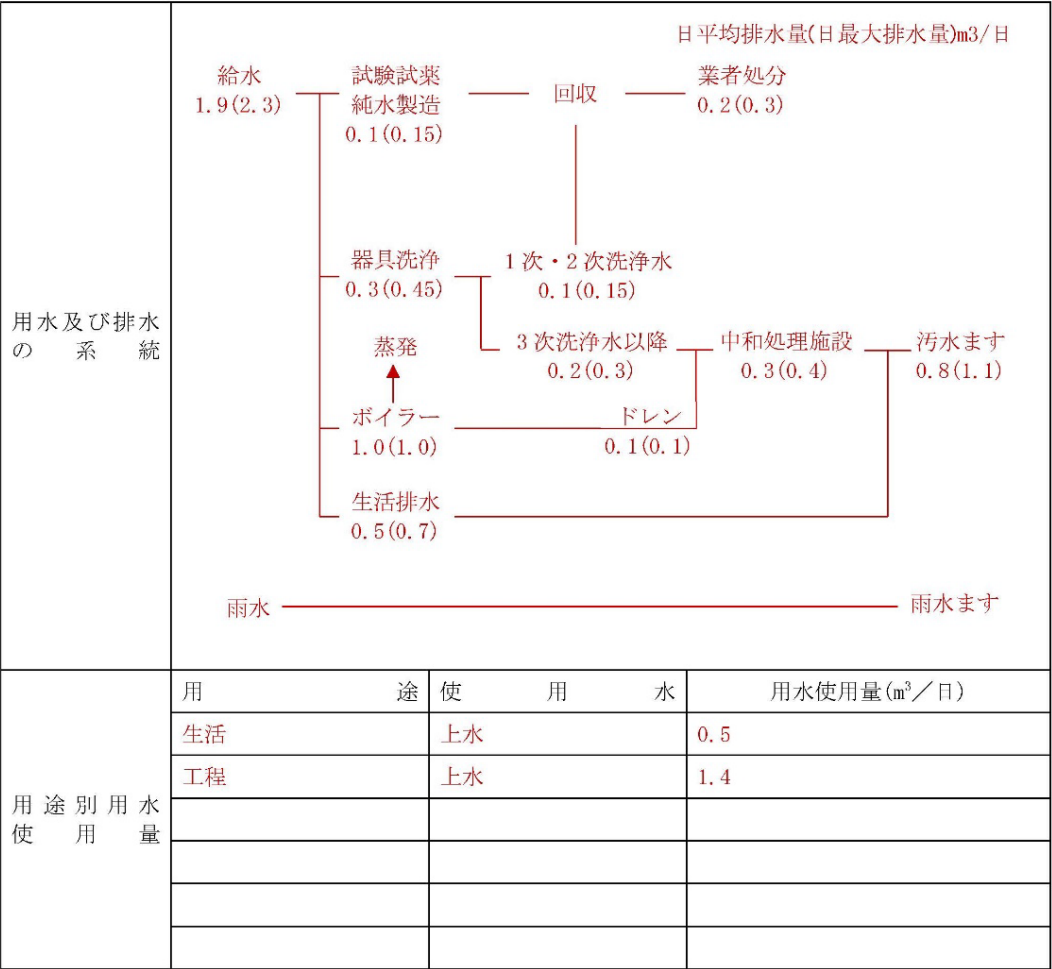 用水及び排水
の系統
日平均排水量(日最大排水量)m3/日
給水
1.9(2.3)
試験試薬
純水製造
0.1(0.15)
回収
業者処分
0.2(0.3)
器具洗浄
0.3(0.45)
1次・2次洗浄水
0.1(0.15)
3次洗浄水以降
0.2(0.3)
中和処理施設
0.3(0.4)
汚水ます
0.8(1.1)
蒸発
ボイラー
1.0(1.0)
ドレン
0.1(0.1)
生活排水
0.5(0.7)
雨水
雨水ます
用途別用水
使用量
用途 使用水 用水使用量(m³/日)
生活 上水 0.5
工程 上水 1.4